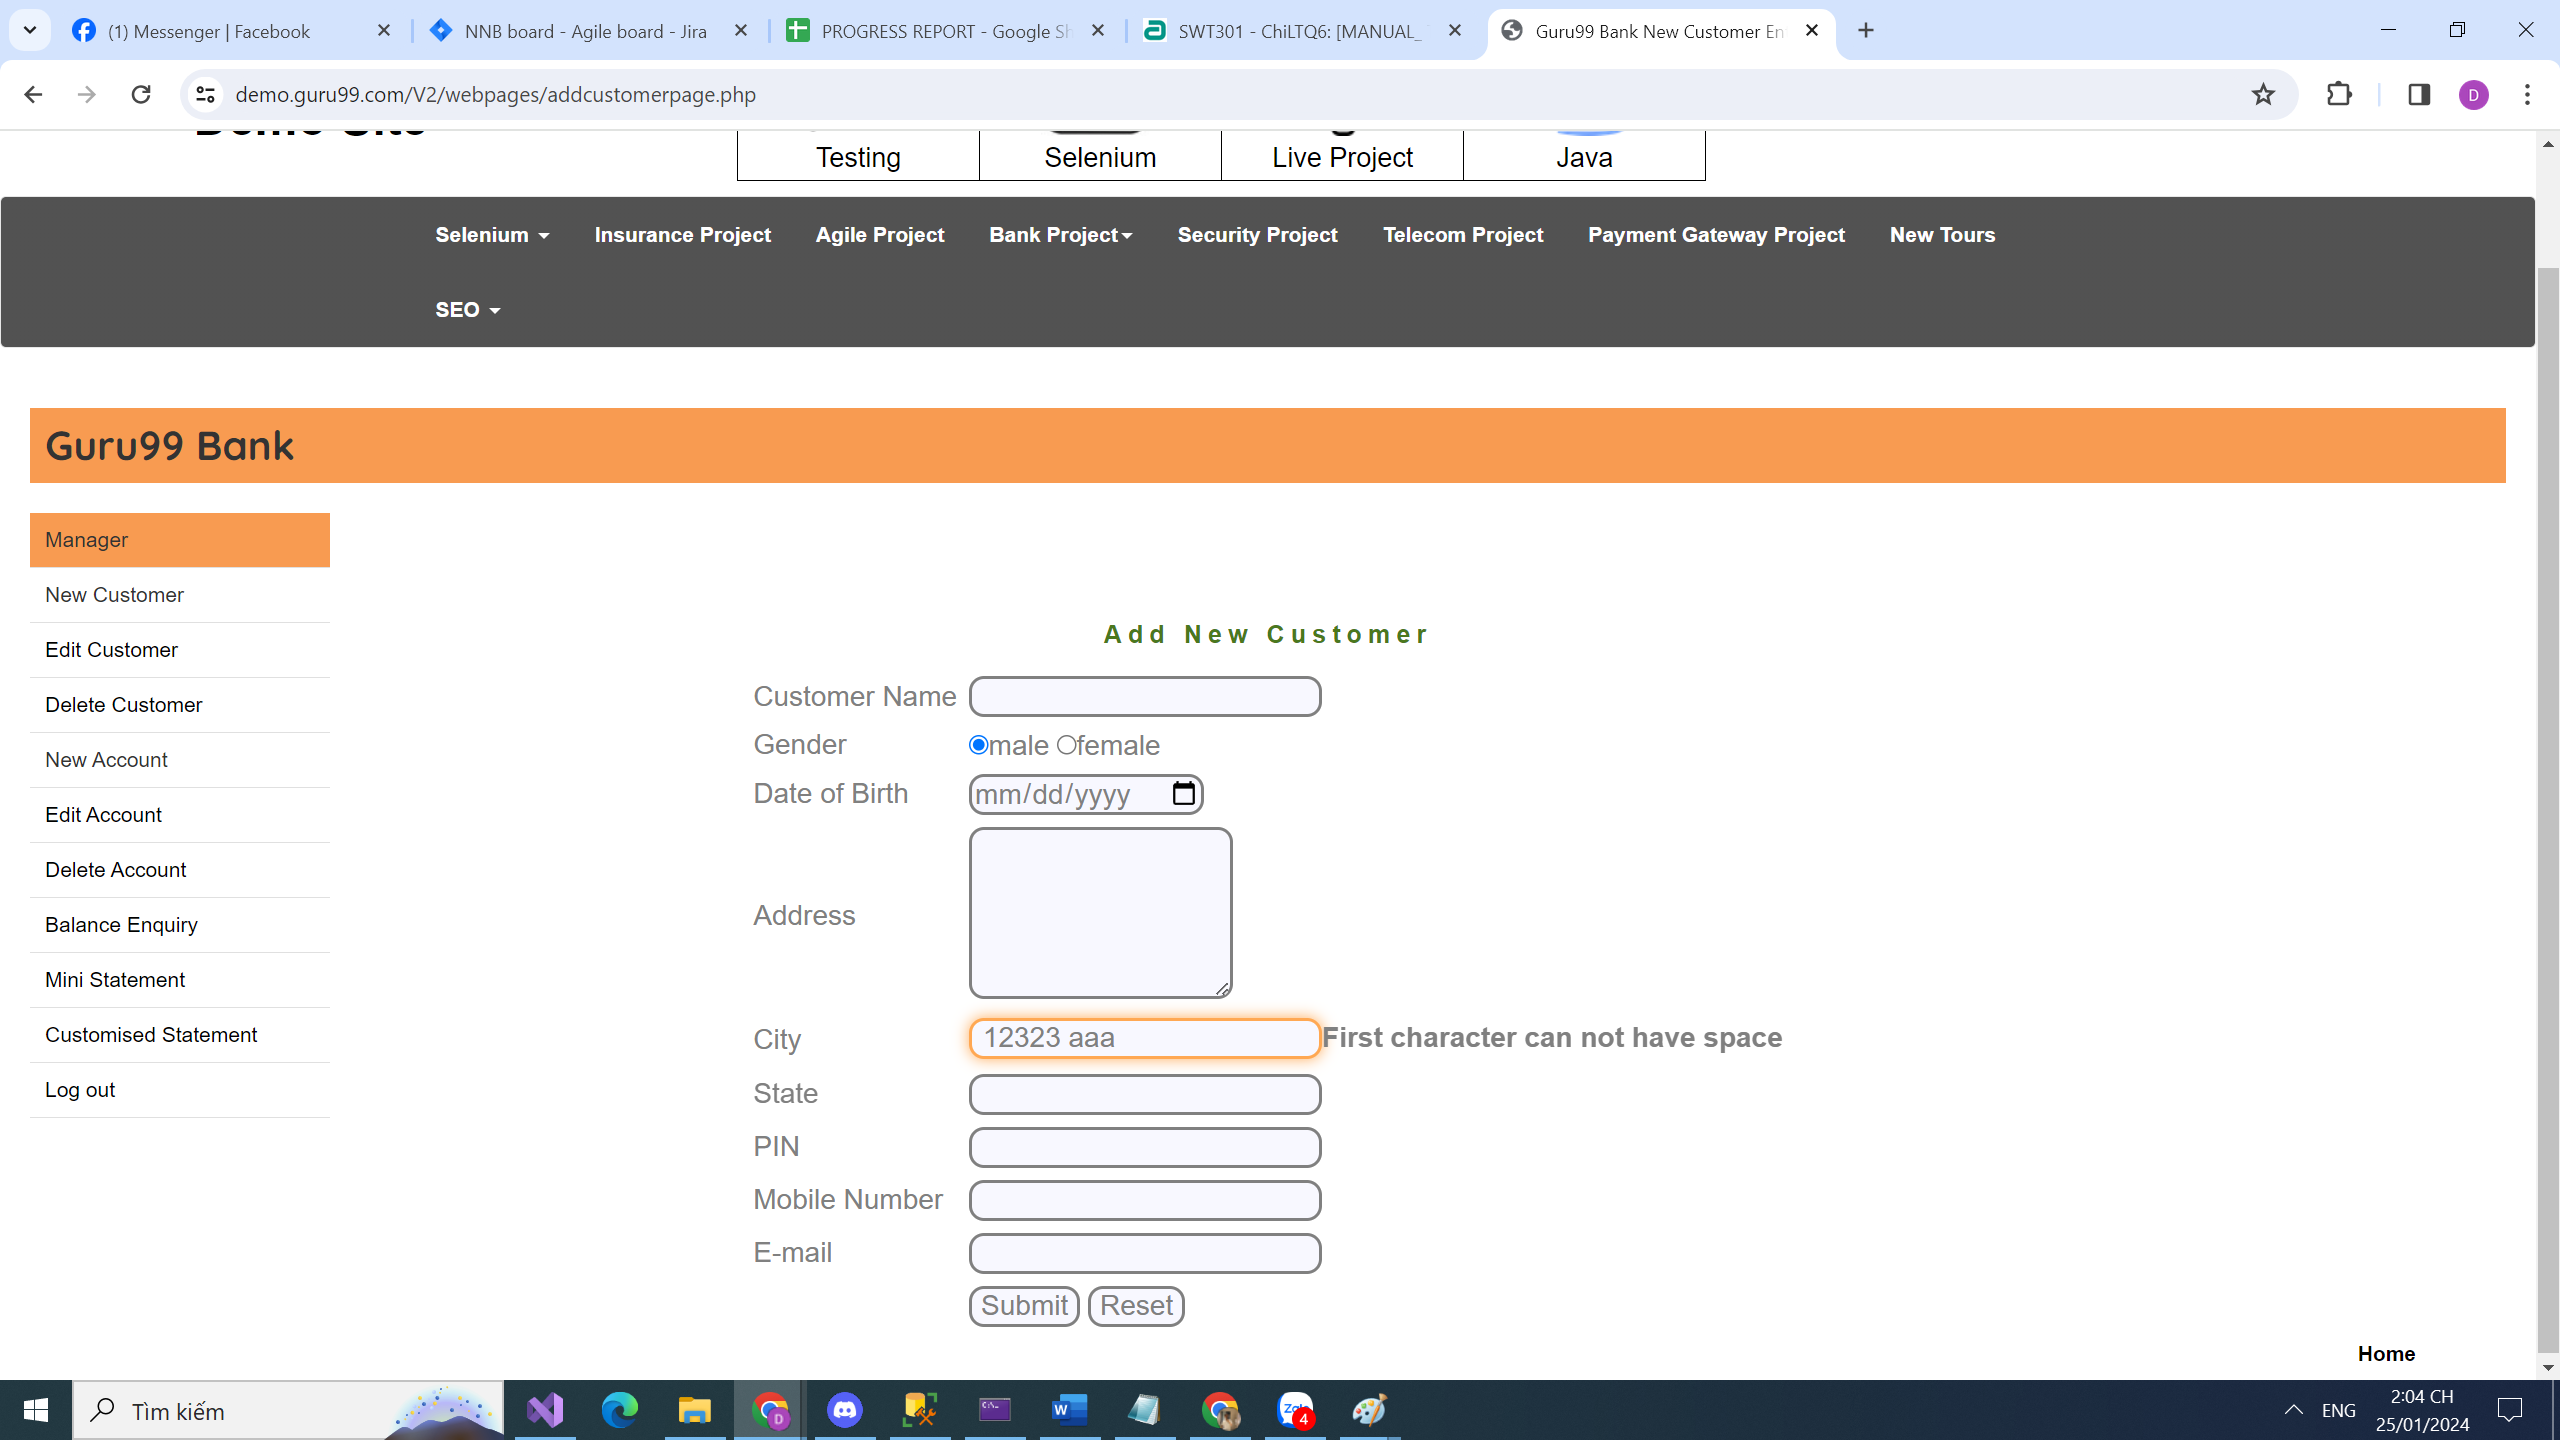 (1) Messenger | Facebook
NNB board - Agile board - Jira
PROGRESS REPORT - Google Sh
SWT301 - ChiLTQ6: [MANUAL_
Guru99 Bank New Customer En
demo.guru99.com/V2/webpages/addcustomerpage.php
D
Demo Site
Testing
Selenium
Live Project
Java
Selenium
Insurance Project
Agile Project
Bank Project
Security Project
Telecom Project
Payment Gateway Project
New Tours
SEO
Guru99 Bank
Manager
New Customer
Edit Customer
Delete Customer
New Account
Edit Account
Delete Account
Balance Enquiry
Mini Statement
Customised Statement
Log out
Add New Customer
Customer Name
Gender male female
Date of Birth mm/dd/yyyy
Address
City 12323 aaa First character can not have space
State
PIN
Mobile Number
E-mail
Submit Reset
Home
Tìm kiếm
D
4
ENG
2:04 CH
25/01/2024